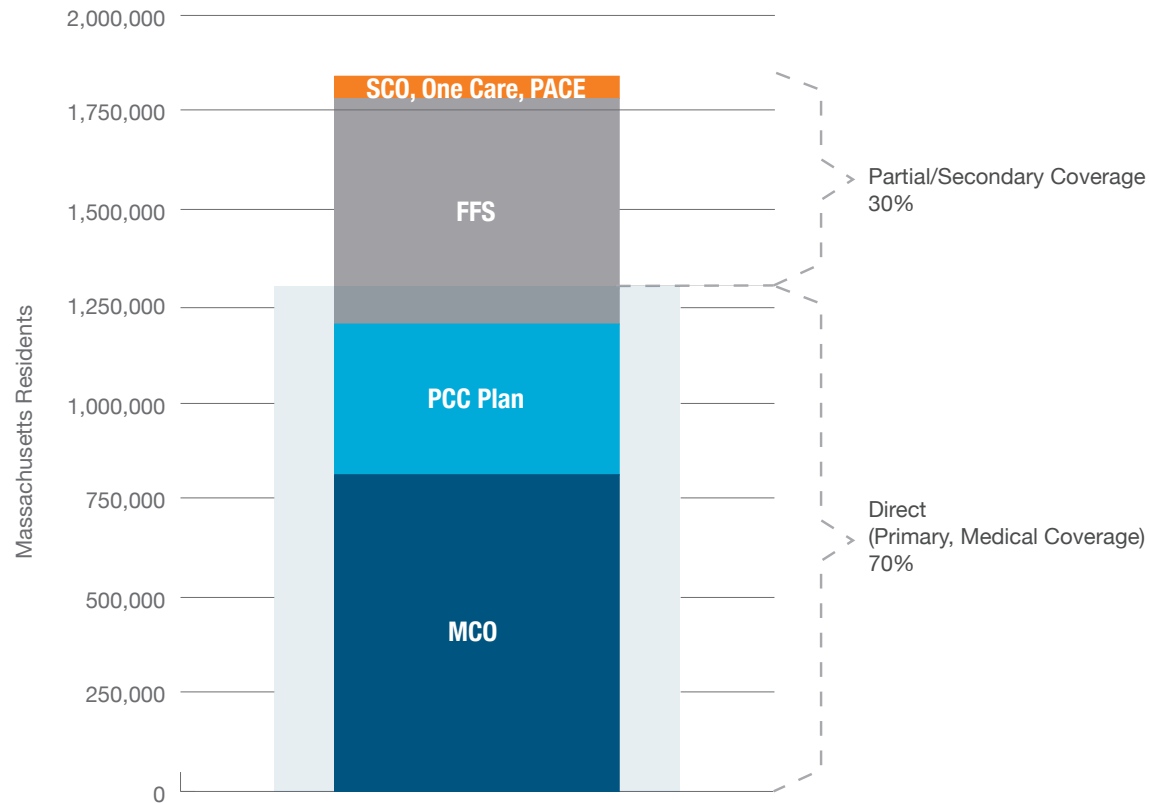 2,000,000
1,750,000
1,500,000
1,250,000
1,000,000
750,000
500,000
250,000
0
Massachusetts Residents
SCO, One Care, PACE
FFS
PCC Plan
MCO
Partial/Secondary Coverage
30%
Direct
(Primary, Medical Coverage)
70%